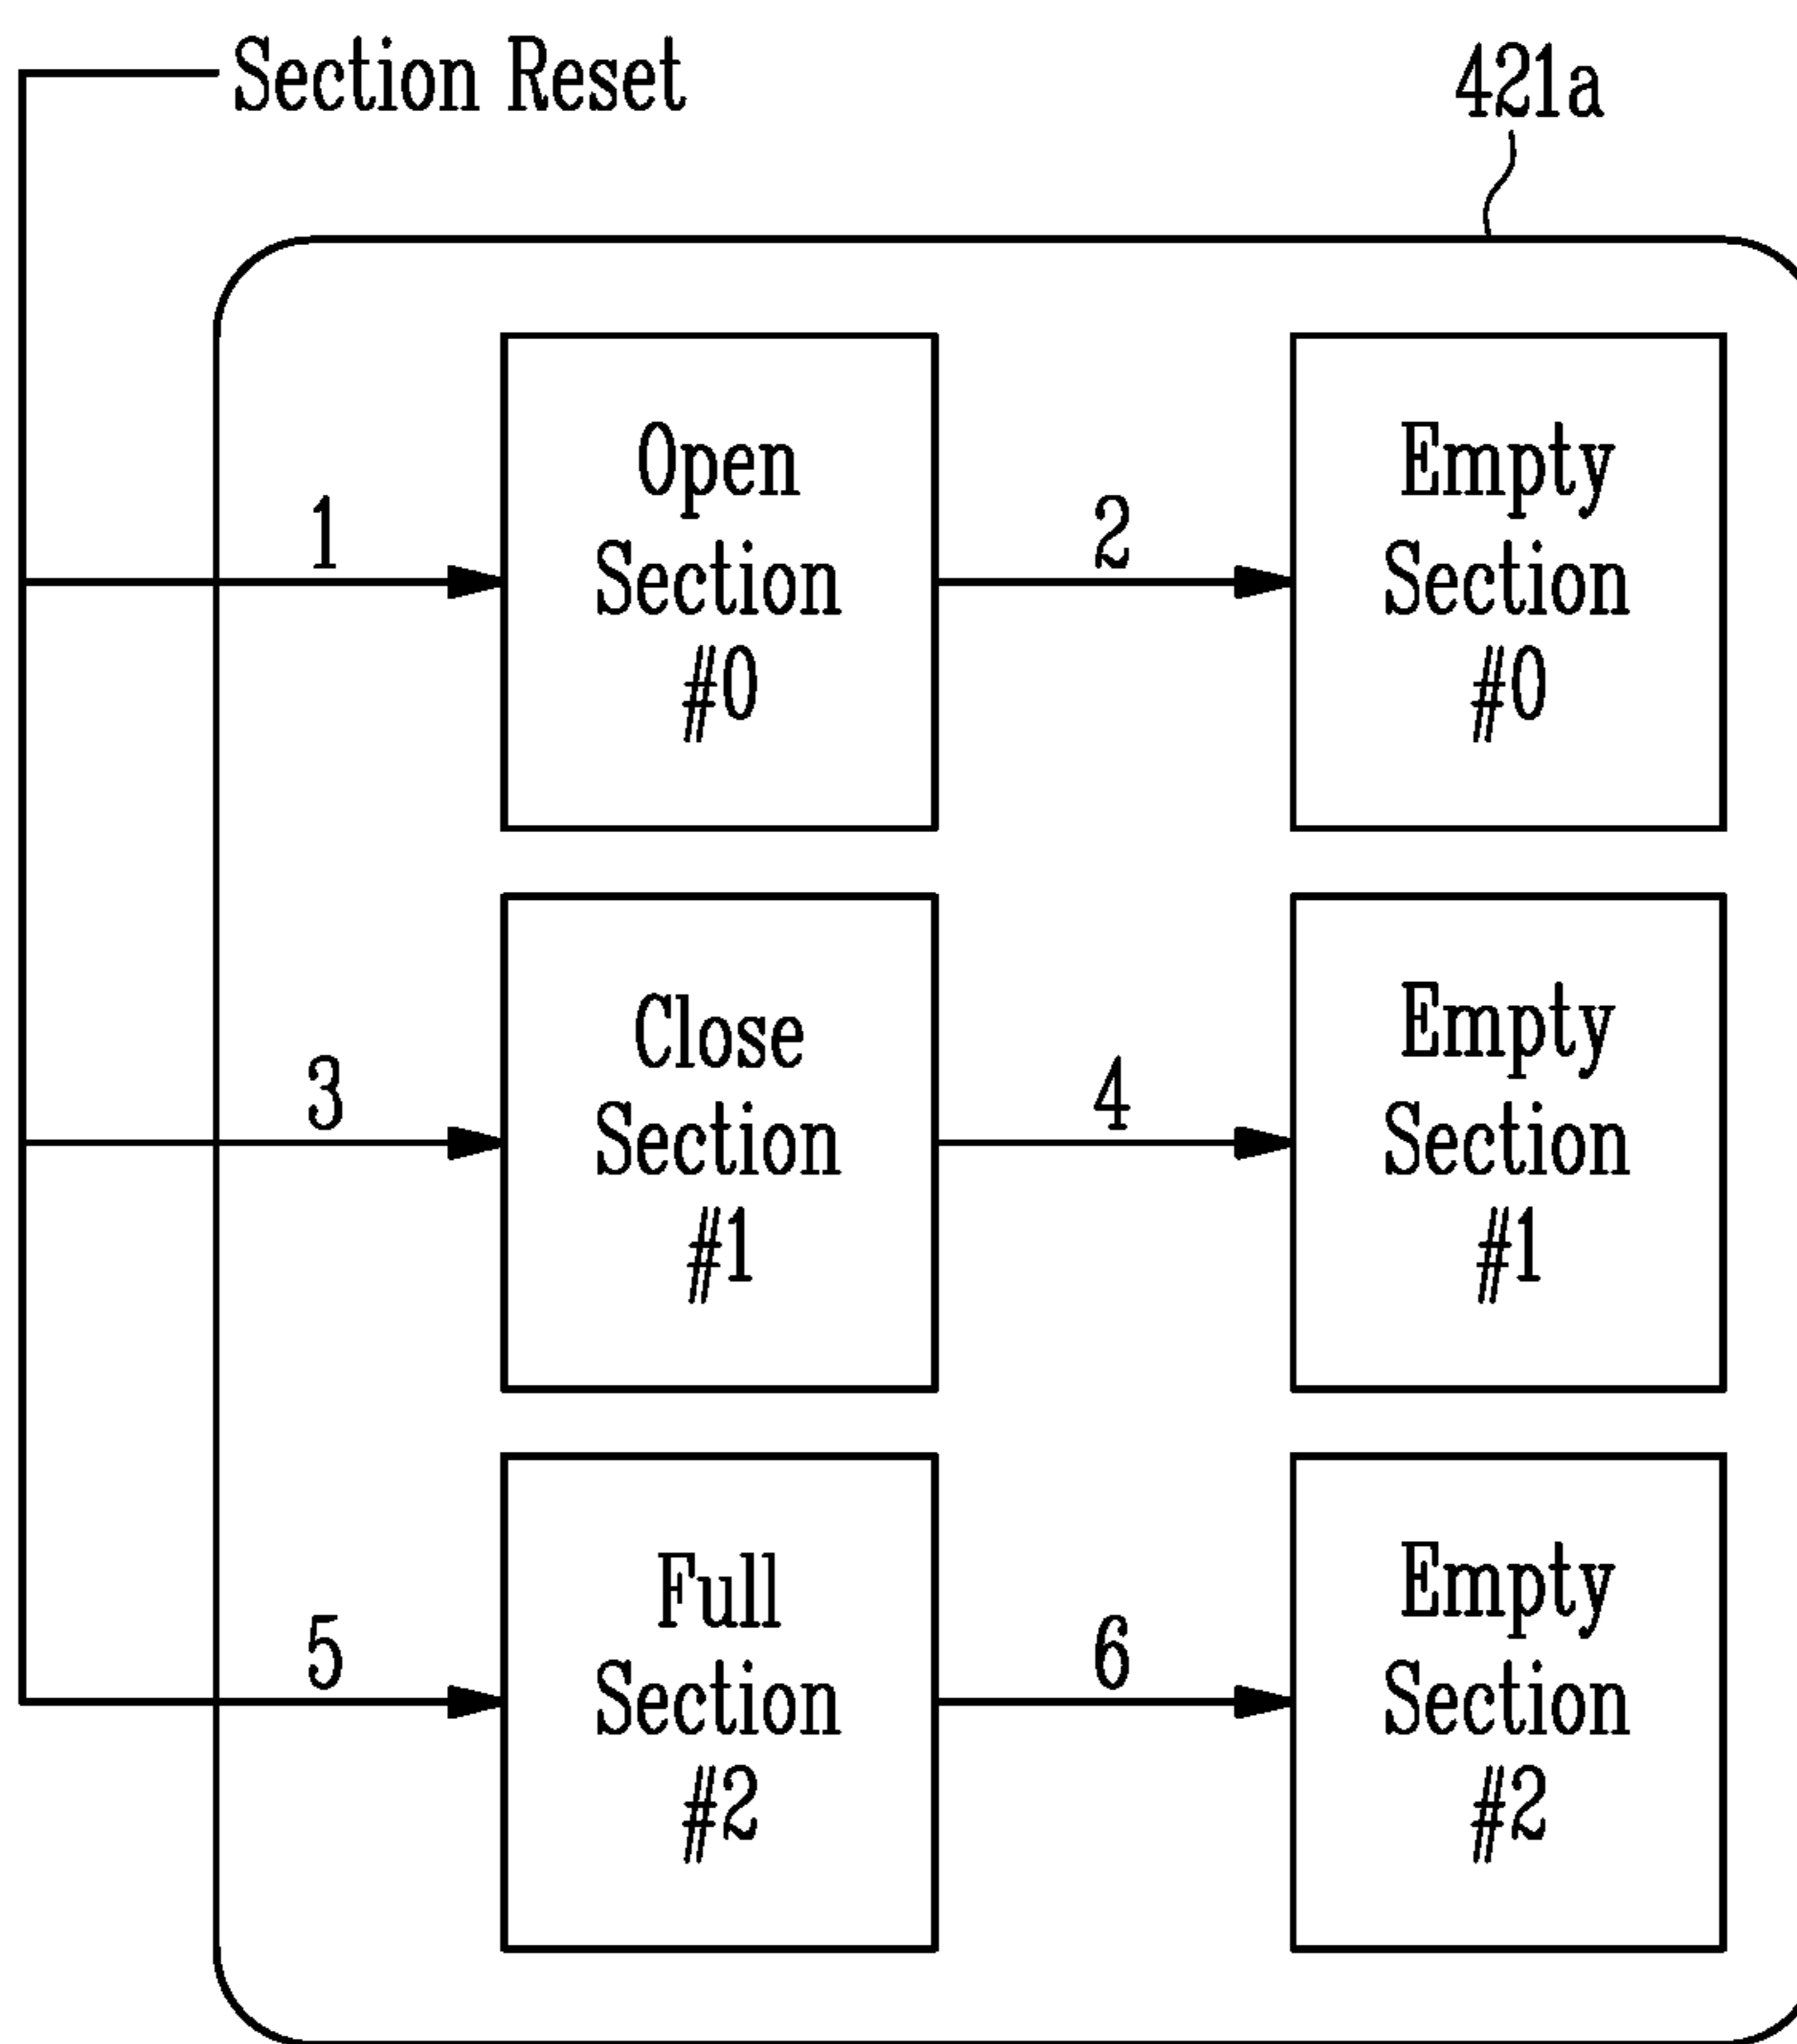 Section Reset
421a
Open
Section
#0
Empty
Section
#0
1
2
Close
Section
#1
Empty
Section
#1
3
4
Full
Section
#2
Empty
Section
#2
5
6